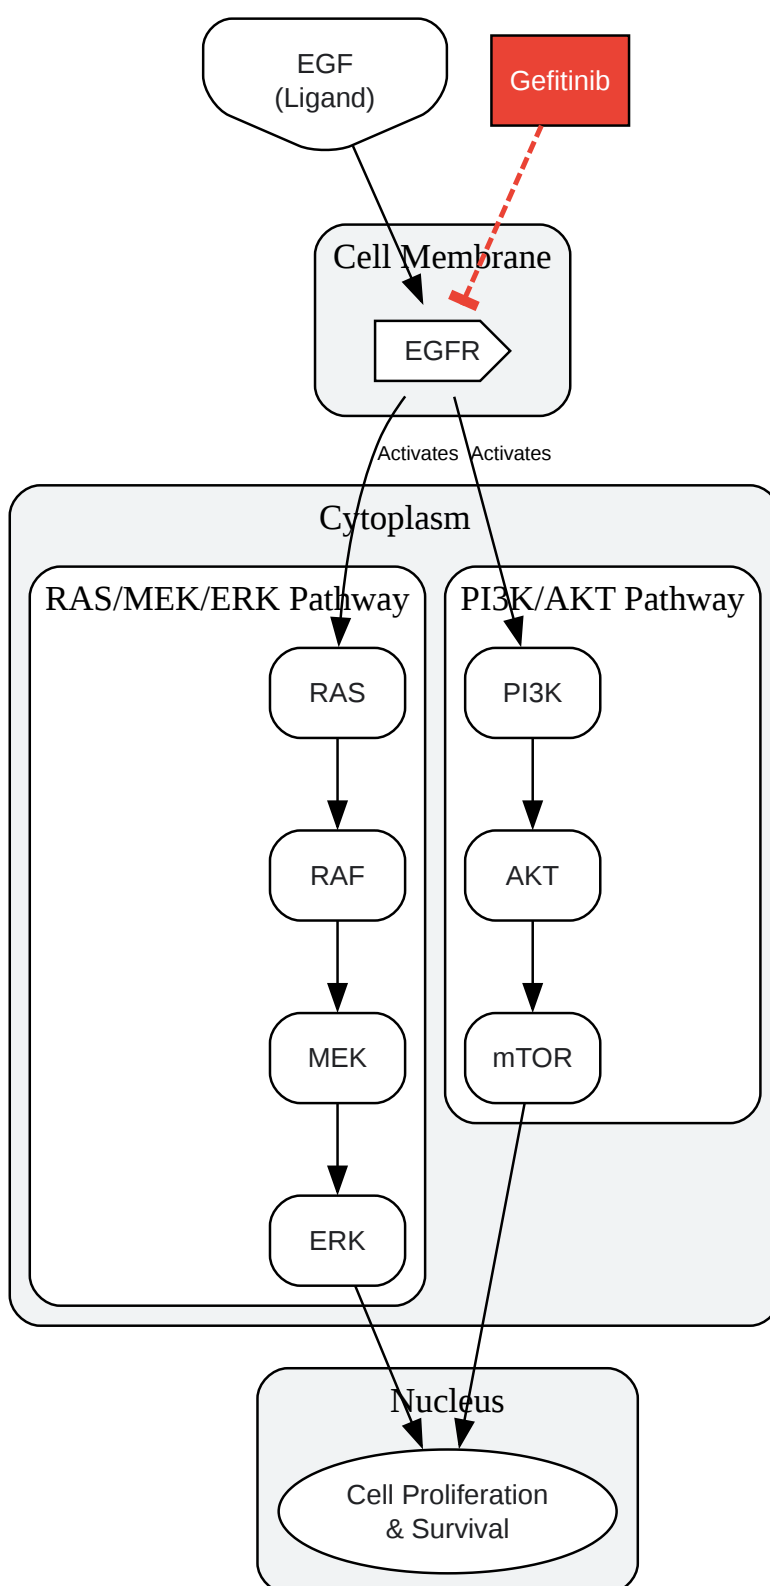 EGF
(Ligand)
Gefitinib
Cell Membrane
EGFR
Activates
Activates
Cytoplasm
RAS/MEK/ERK Pathway
PI3K/AKT Pathway
RAS
PI3K
RAF
AKT
MEK
mTOR
ERK
Nucleus
Cell Proliferation
& Survival